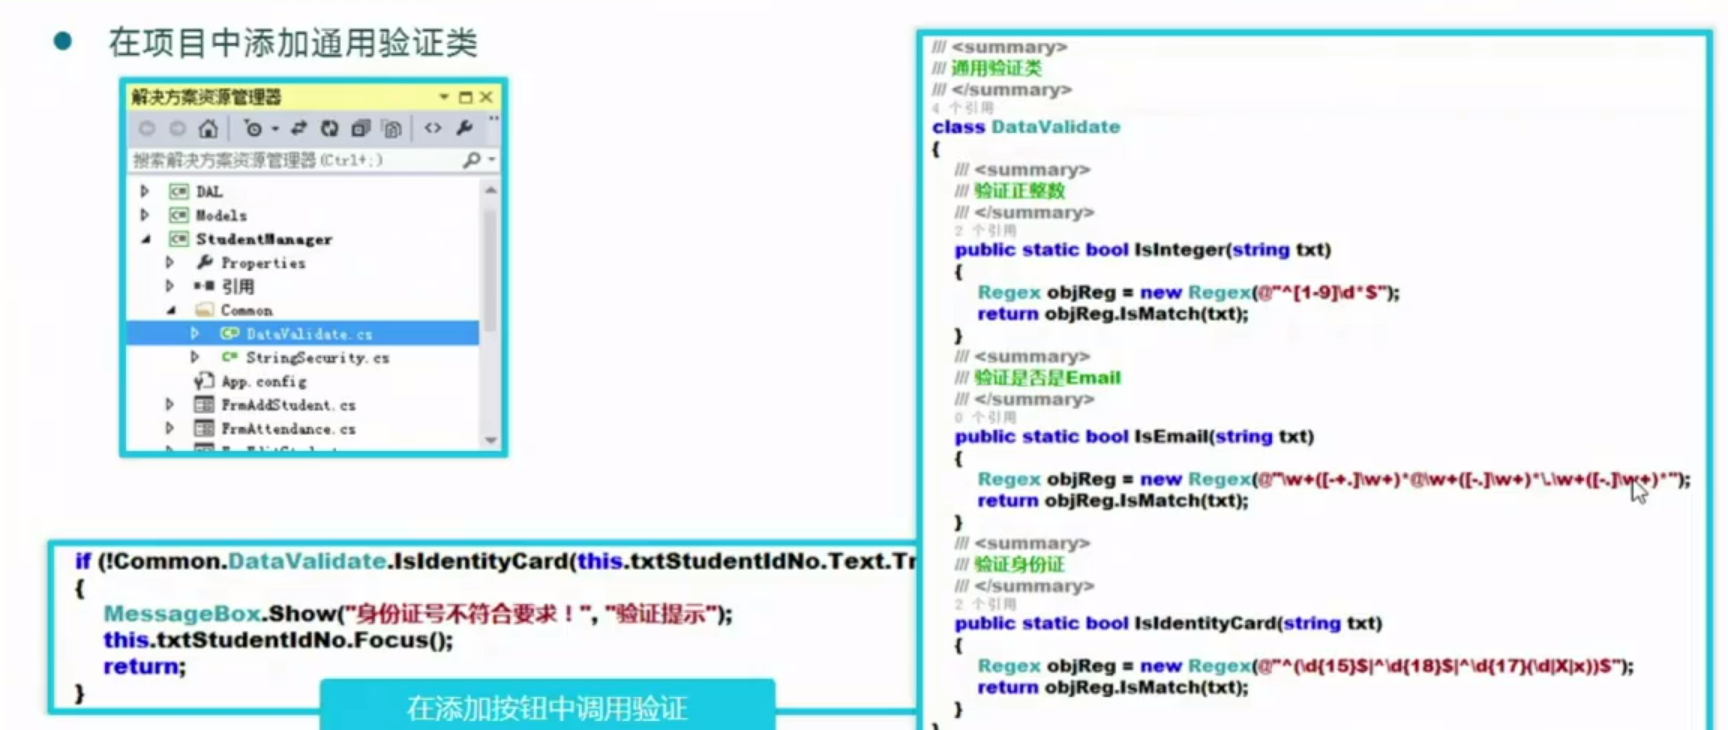 在项目中添加通用验证类
解决方案资源管理器
搜索解决方案资源管理器(Ctrl+;)
DAL
Models
StudentManager
Properties
引用
Common
DataValidate.cs
StringSecurity.cs
App.config
FrmAddStudent.cs
FrmAttendance.cs
if (!Common.DataValidate.IsIdentityCard(this.txtStudentIdNo.Text.Tr
{
MessageBox.Show("身份证号不符合要求！", "验证提示");
this.txtStudentIdNo.Focus();
return;
}
在添加按钮中调用验证
/// <summary>
/// 通用验证类
/// </summary>
4 个引用
class DataValidate
{
/// <summary>
/// 验证正整数
/// </summary>
2 个引用
public static bool IsInteger(string txt)
{
Regex objReg = new Regex(@"^[1-9]\d*$");
return objReg.IsMatch(txt);
}
/// <summary>
/// 验证是否是Email
/// </summary>
0 个引用
public static bool IsEmail(string txt)
{
Regex objReg = new Regex(@"\w+([-+.]\w+)*@\w+([-.]\w+)*\.\w+([-.]\w+)*");
return objReg.IsMatch(txt);
}
/// <summary>
/// 验证身份证
/// </summary>
2 个引用
public static bool IsIdentityCard(string txt)
{
Regex objReg = new Regex(@"^(\d{15}$|^\d{18}$|^\d{17}(\d|X|x))$");
return objReg.IsMatch(txt);
}